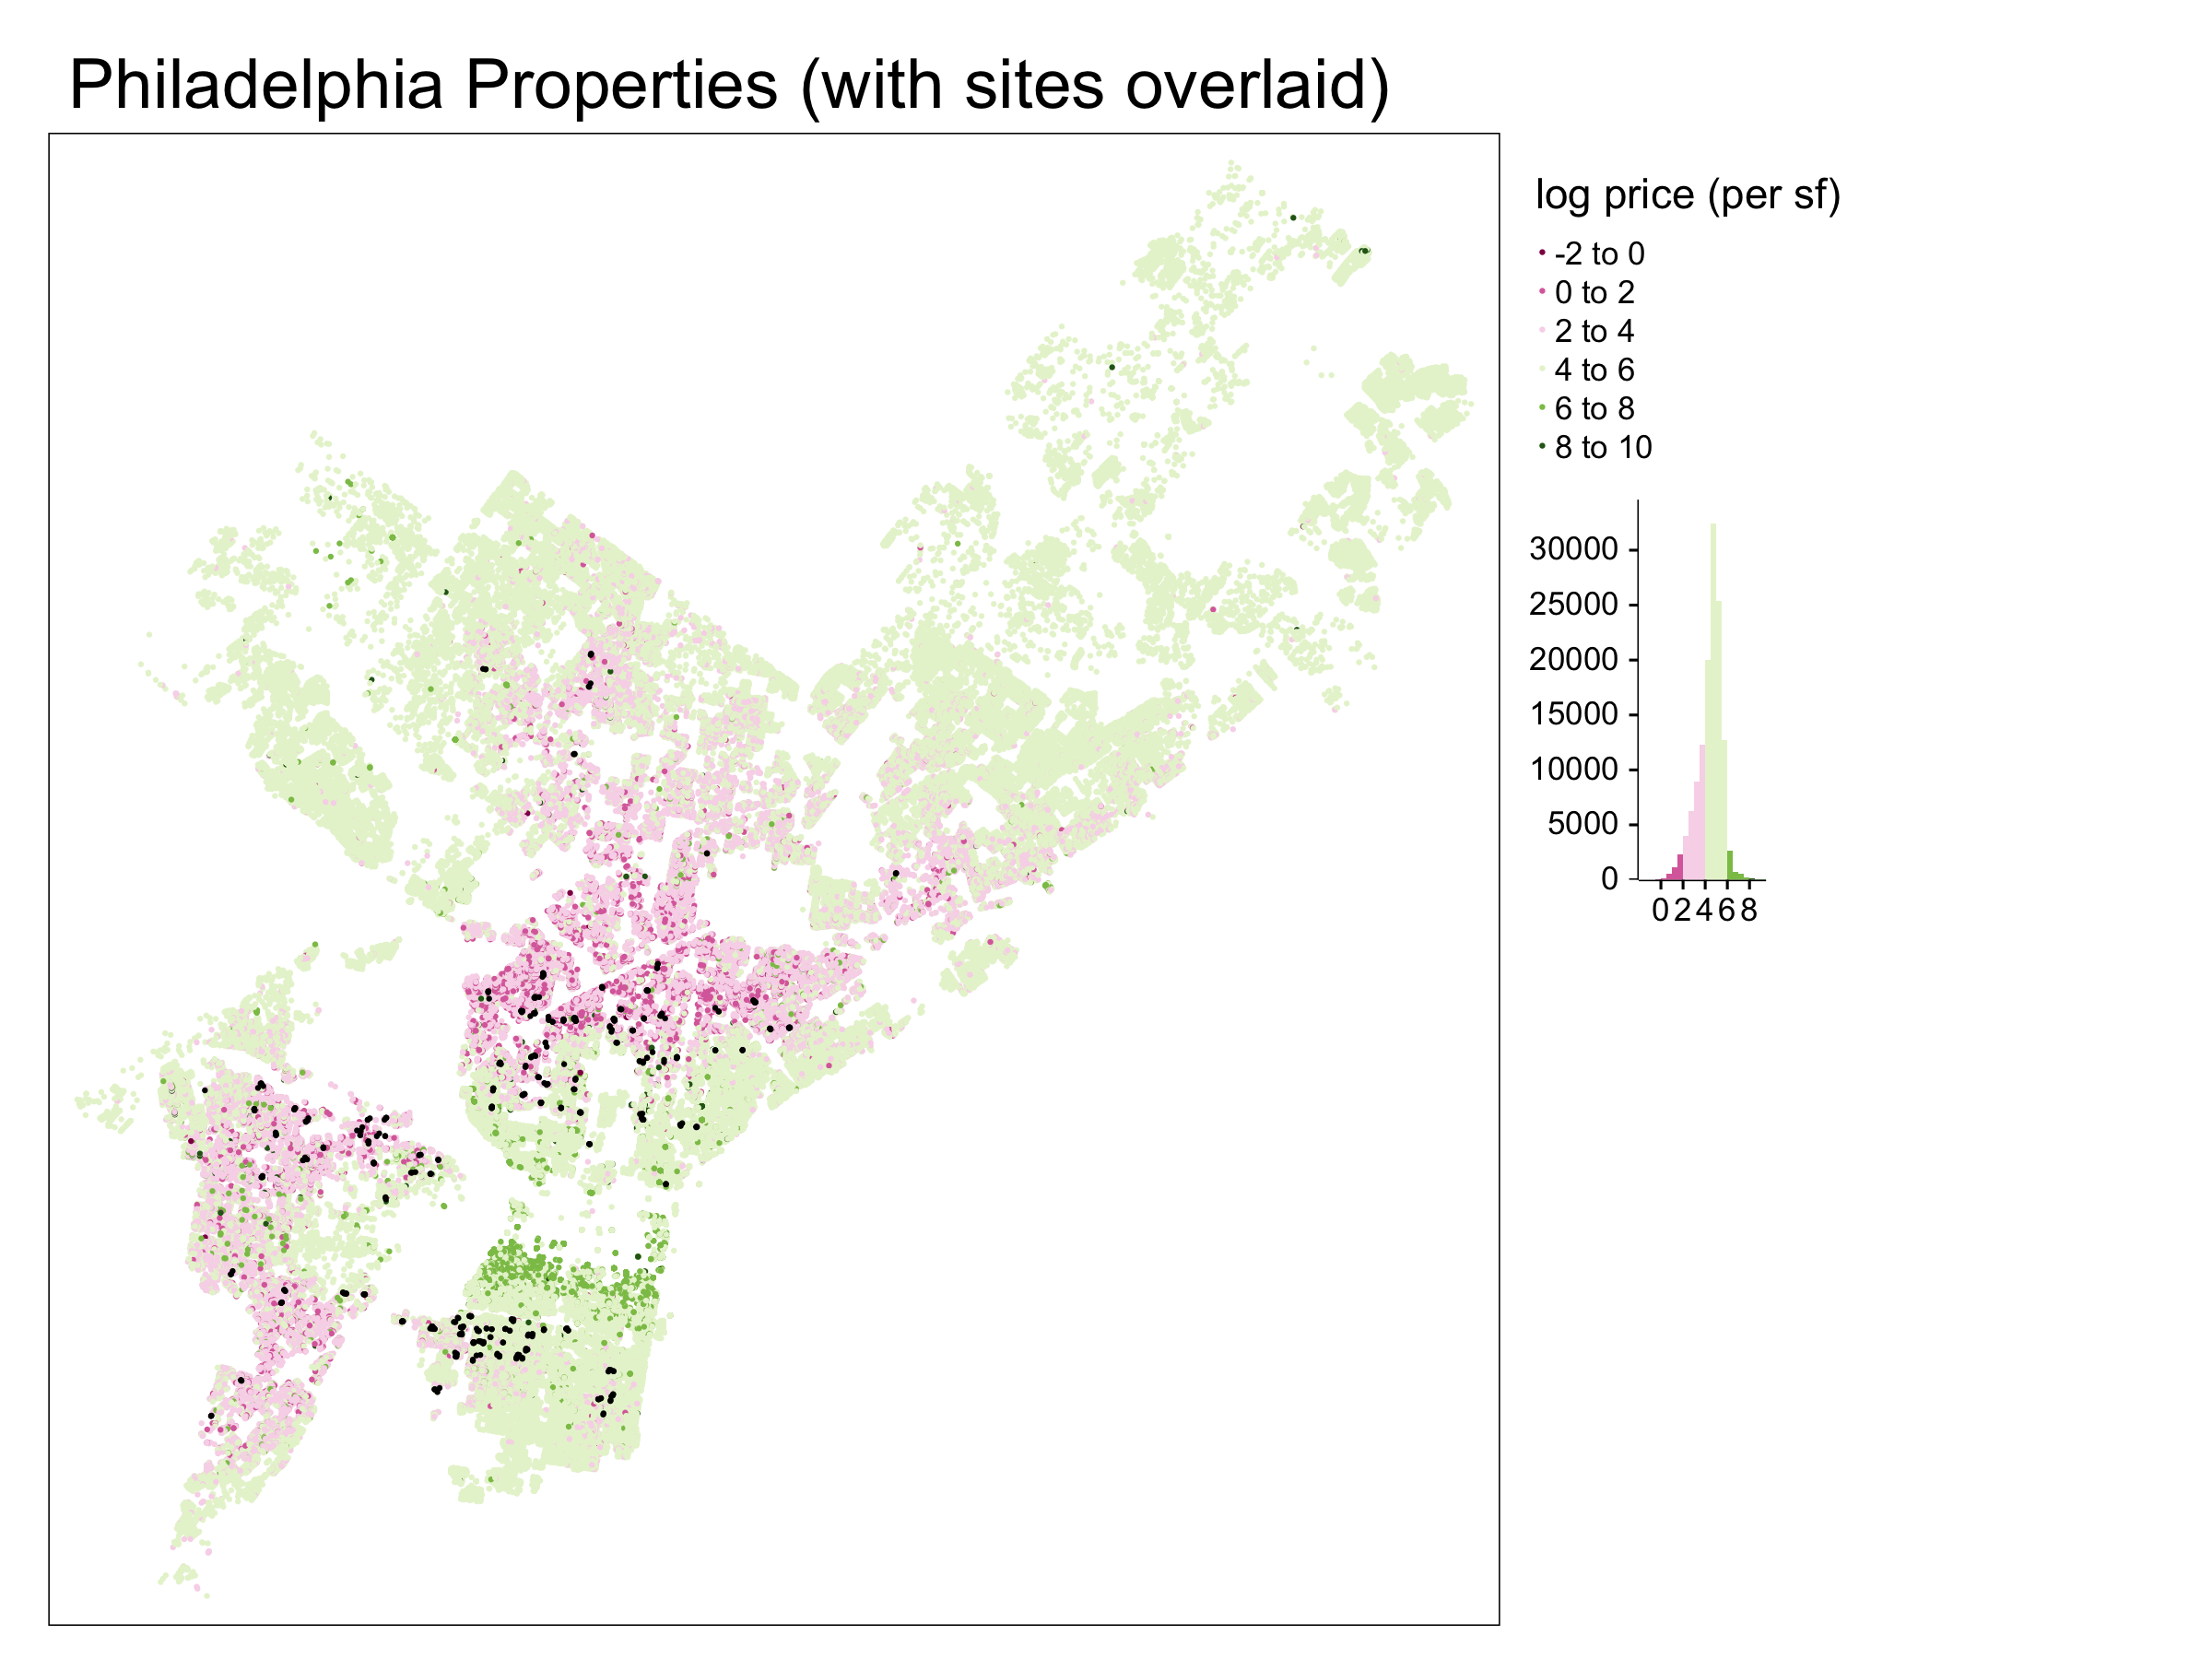 Philadelphia Properties (with sites overlaid)
log price (per sf)
-2 to 0
0 to 2
2 to 4
4 to 6
6 to 8
8 to 10
30000
25000
20000
15000
10000
5000
0
0 2 4 6 8